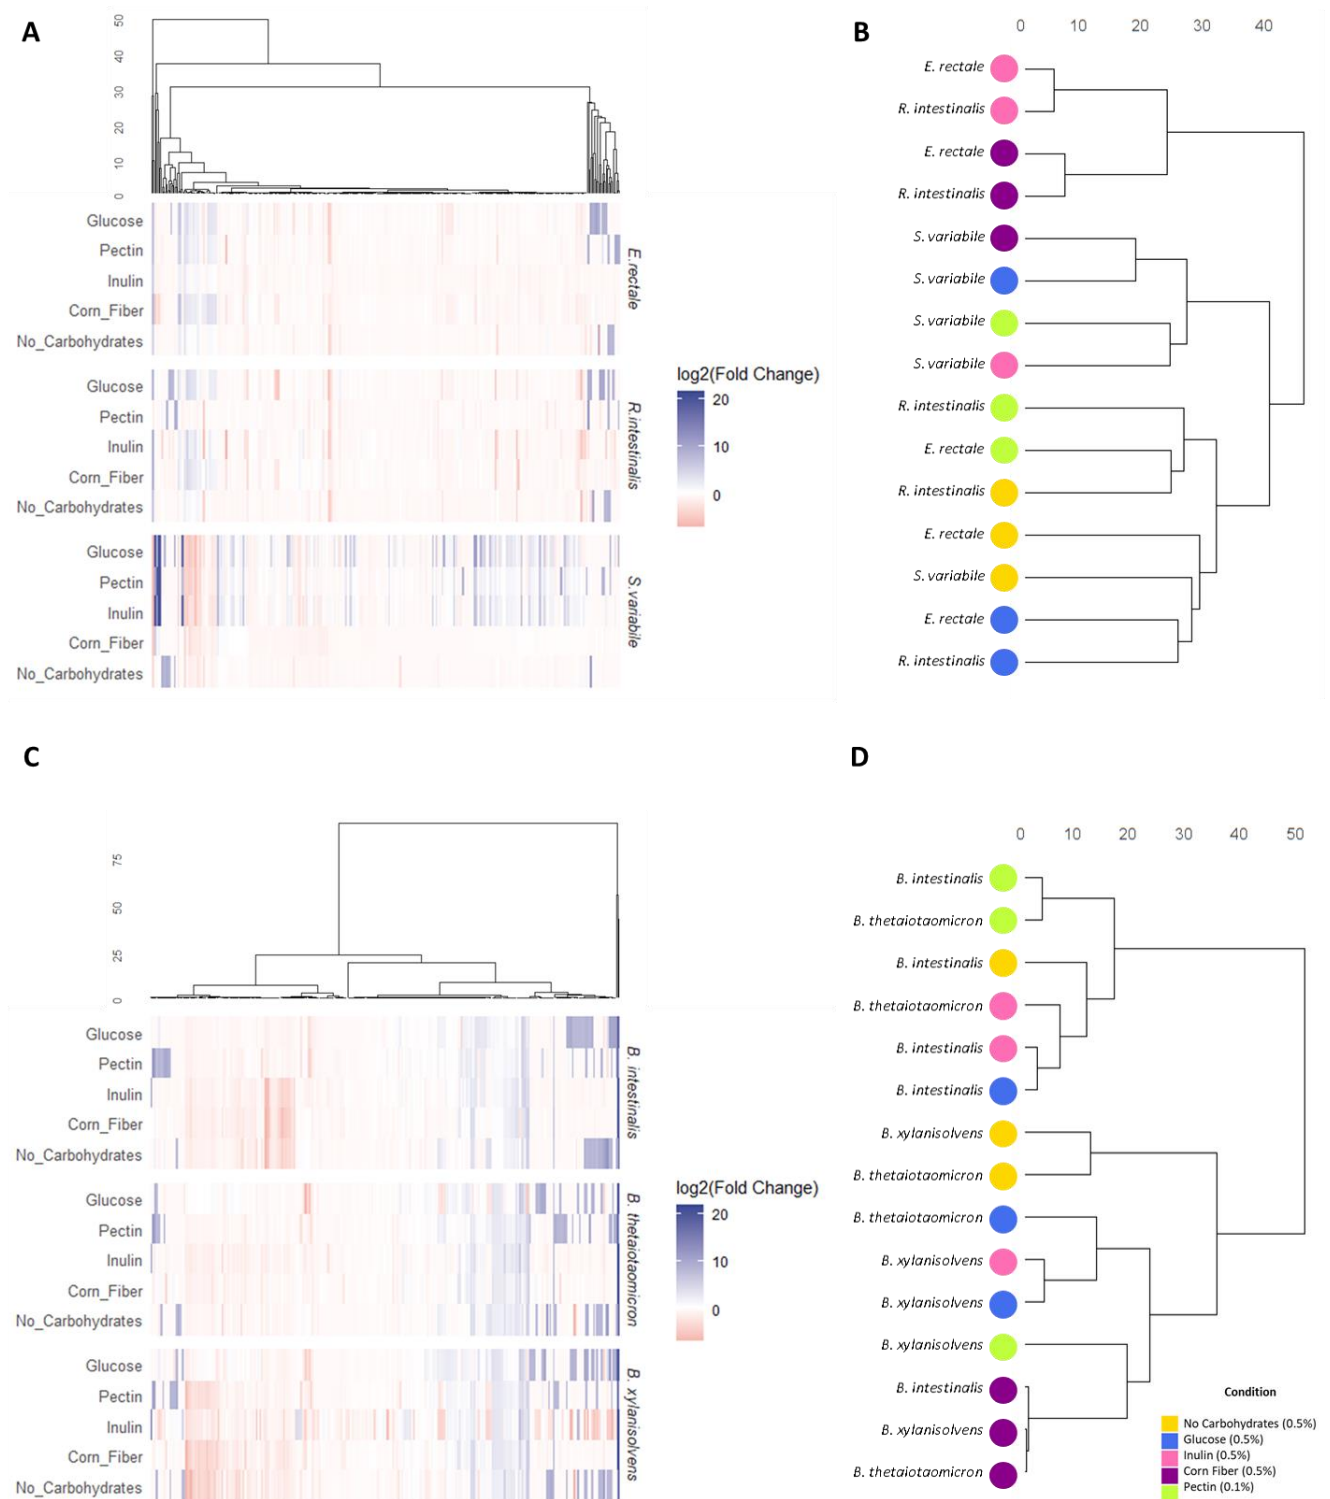 A
50
40
30
20
10
0
Glucose
Pectin
Inulin
Corn_Fiber
No_Carbohydrates
E.rectale
Glucose
Pectin
Inulin
Corn_Fiber
No_Carbohydrates
R.intestinalis
Glucose
Pectin
Inulin
Corn_Fiber
No_Carbohydrates
S.variabile
log2(Fold Change)
20
10
0
B
0 10 20 30 40
E. rectale
R. intestinalis
E. rectale
R. intestinalis
S. variabile
S. variabile
S. variabile
S. variabile
R. intestinalis
E. rectale
R. intestinalis
E. rectale
S. variabile
E. rectale
R. intestinalis
C
75
50
25
0
Glucose
Pectin
Inulin
Corn_Fiber
No_Carbohydrates
B. intestinalis
Glucose
Pectin
Inulin
Corn_Fiber
No_Carbohydrates
B. thetaiotaomicron
Glucose
Pectin
Inulin
Corn_Fiber
No_Carbohydrates
B. xylanisolvens
log2(Fold Change)
20
10
0
D
0 10 20 30 40 50
B. intestinalis
B. thetaiotaomicron
B. intestinalis
B. thetaiotaomicron
B. intestinalis
B. intestinalis
B. xylanisolvens
B. thetaiotaomicron
B. thetaiotaomicron
B. xylanisolvens
B. xylanisolvens
B. xylanisolvens
B. intestinalis
B. xylanisolvens
B. thetaiotaomicron
Condition
No Carbohydrates (0.5%)
Glucose (0.5%)
Inulin (0.5%)
Corn Fiber (0.5%)
Pectin (0.1%)